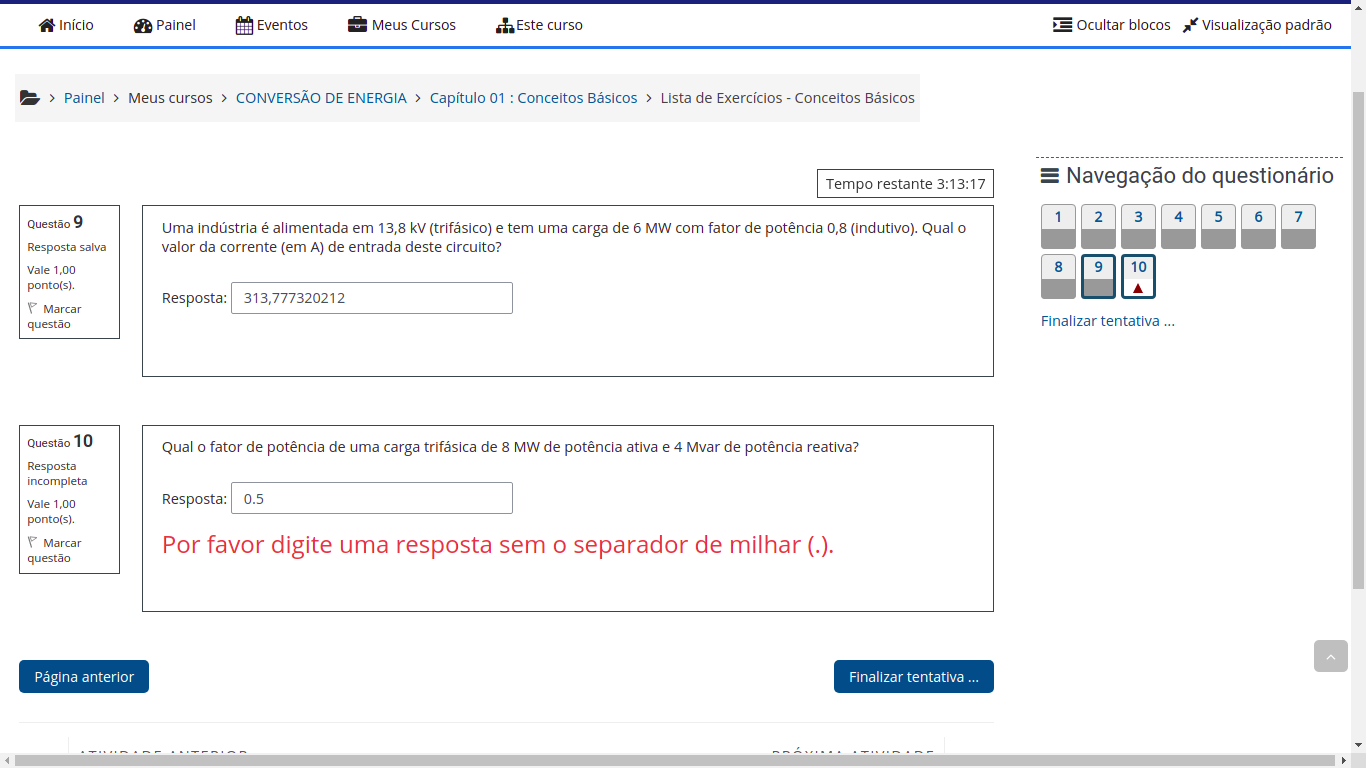 Início Painel Eventos Meus Cursos Este curso Ocultar blocos Visualização padrão
Painel Meus cursos CONVERSÃO DE ENERGIA Capítulo 01 : Conceitos Básicos Lista de Exercícios - Conceitos Básicos
Tempo restante 3:13:17
Questão 9
Resposta salva
Vale 1,00
ponto(s).
Marcar
questão
Uma indústria é alimentada em 13,8 kV (trifásico) e tem uma carga de 6 MW com fator de potência 0,8 (indutivo). Qual o
valor da corrente (em A) de entrada deste circuito?
Resposta: 313,777320212
Questão 10
Resposta
incompleta
Vale 1,00
ponto(s).
Marcar
questão
Qual o fator de potência de uma carga trifásica de 8 MW de potência ativa e 4 Mvar de potência reativa?
Resposta: 0.5
Por favor digite uma resposta sem o separador de milhar (.).
Página anterior
Finalizar tentativa ...
ATIVIDADE ANTERIOR
PRÓXIMA ATIVIDADE
Navegação do questionário
1 2 3 4 5 6 7
8 9 10
Finalizar tentativa ...